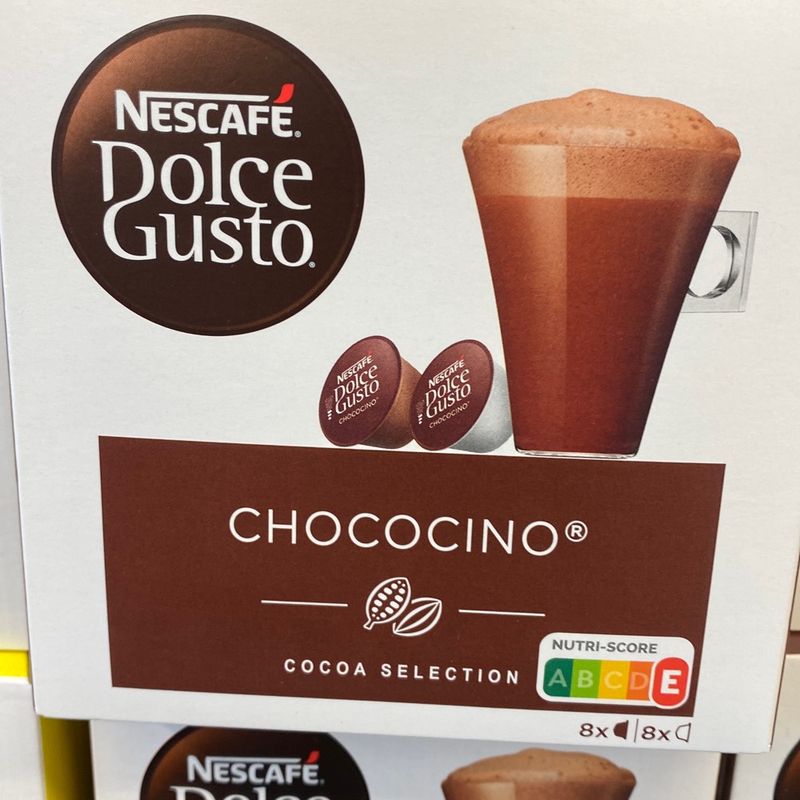 NESCAFÉ®
DOLCE
GUSTO®
NESCAFÉ
DOLCE
GUSTO
CHOCOCINO®
NESCAFÉ
DOLCE
GUSTO
CHOCOCINO®
CHOCOCINO®
COCOA SELECTION
NUTRI-SCORE
A B C D E
8x | 8x
NESCAFÉ®
DOLCE